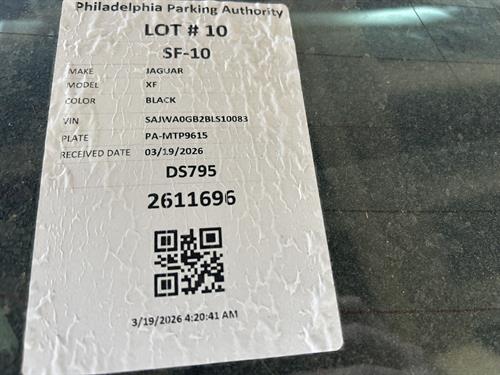 Philadelphia Parking Authority
LOT # 10
SF-10
MAKE JAGUAR
MODEL XF
COLOR BLACK
VIN SAJWA0GB2BLS10083
PLATE PA-MTP9615
RECEIVED DATE 03/19/2026
DS795
2611696
3/19/2026 4:20:41 AM